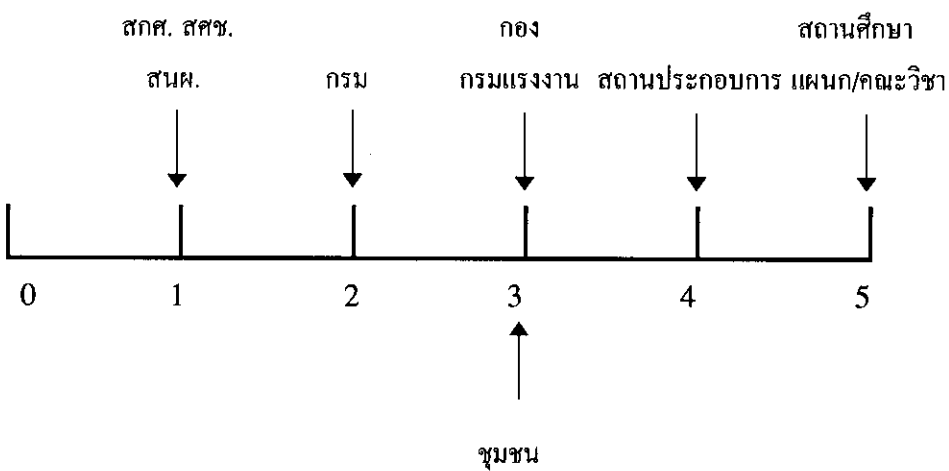 สกศ. สศช. กอง สถานศึกษา
สนผ. กรม กรมแรงงาน สถานประกอบการ แผนก/คณะวิชา
0 1 2 3 4 5
ชุมชน